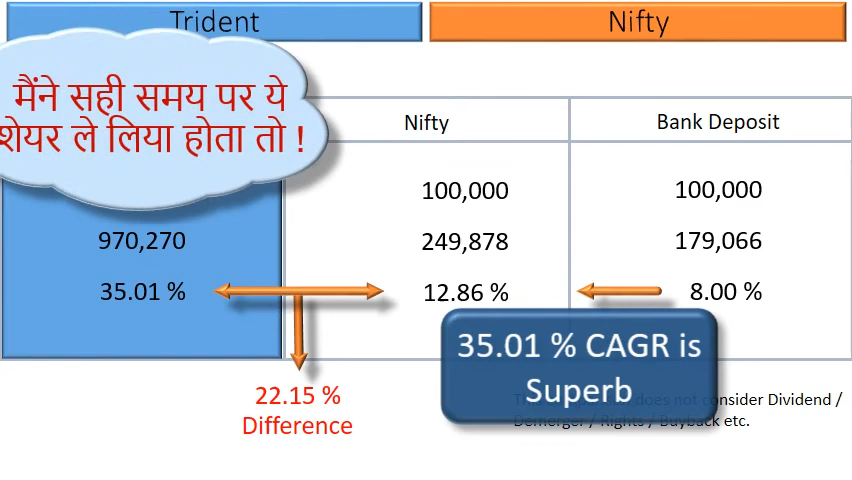 Trident
Nifty
मैंने सही समय पर ये
शेयर ले लिया होता तो !
Nifty
Bank Deposit
100,000
100,000
970,270
249,878
179,066
35.01 %
12.86 %
8.00 %
35.01 % CAGR is
Superb
22.15 %
Difference
does not consider Dividend /
Demerger / Rights / Buyback etc.